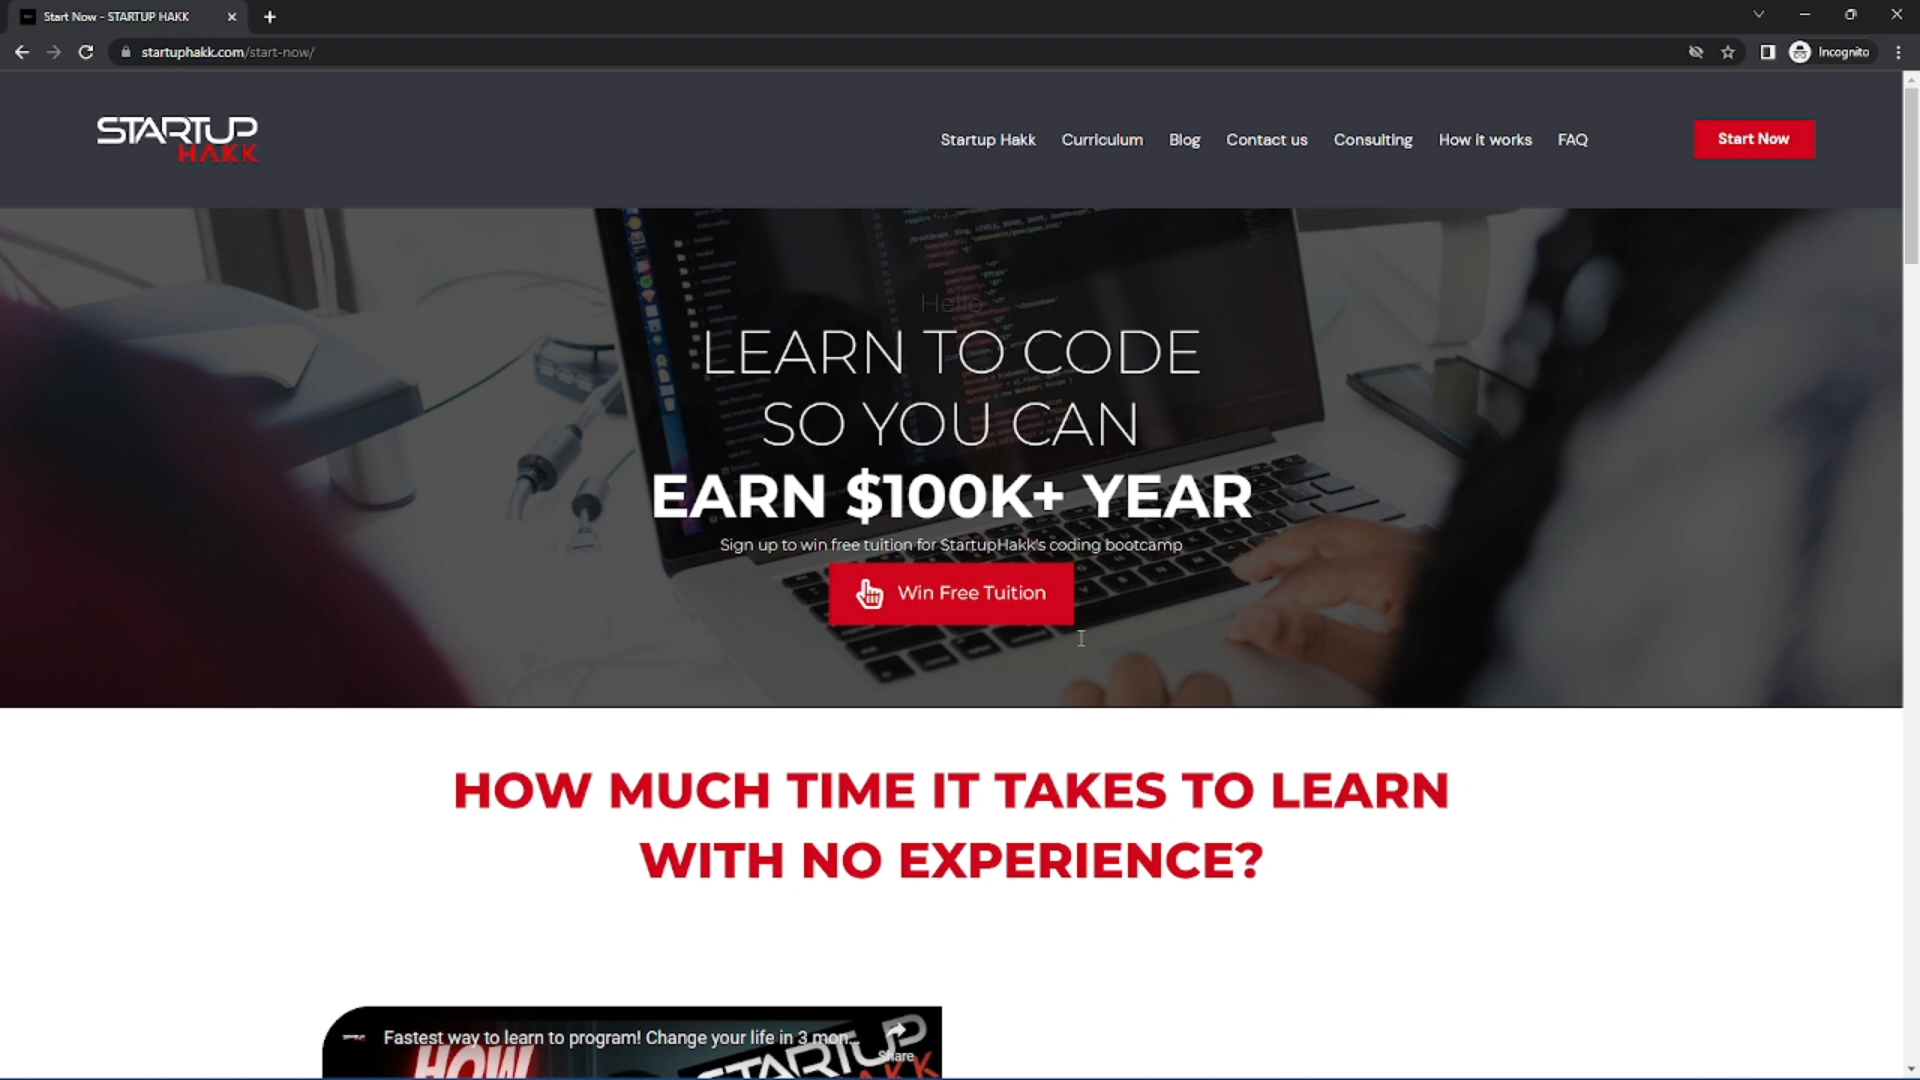 Start Now - STARTUP HAKK
startuphakk.com/start-now/
Incognito
STARTUP
HAKK
Startup Hakk
Curriculum
Blog
Contact us
Consulting
How it works
FAQ
Start Now
Hello
LEARN TO CODE
SO YOU CAN
EARN $100K+ YEAR
Sign up to win free tuition for StartupHakk's coding bootcamp
Win Free Tuition
HOW MUCH TIME IT TAKES TO LEARN
WITH NO EXPERIENCE?
Fastest way to learn to program! Change your life in 3 mon...
Share
HOW
STARTUP